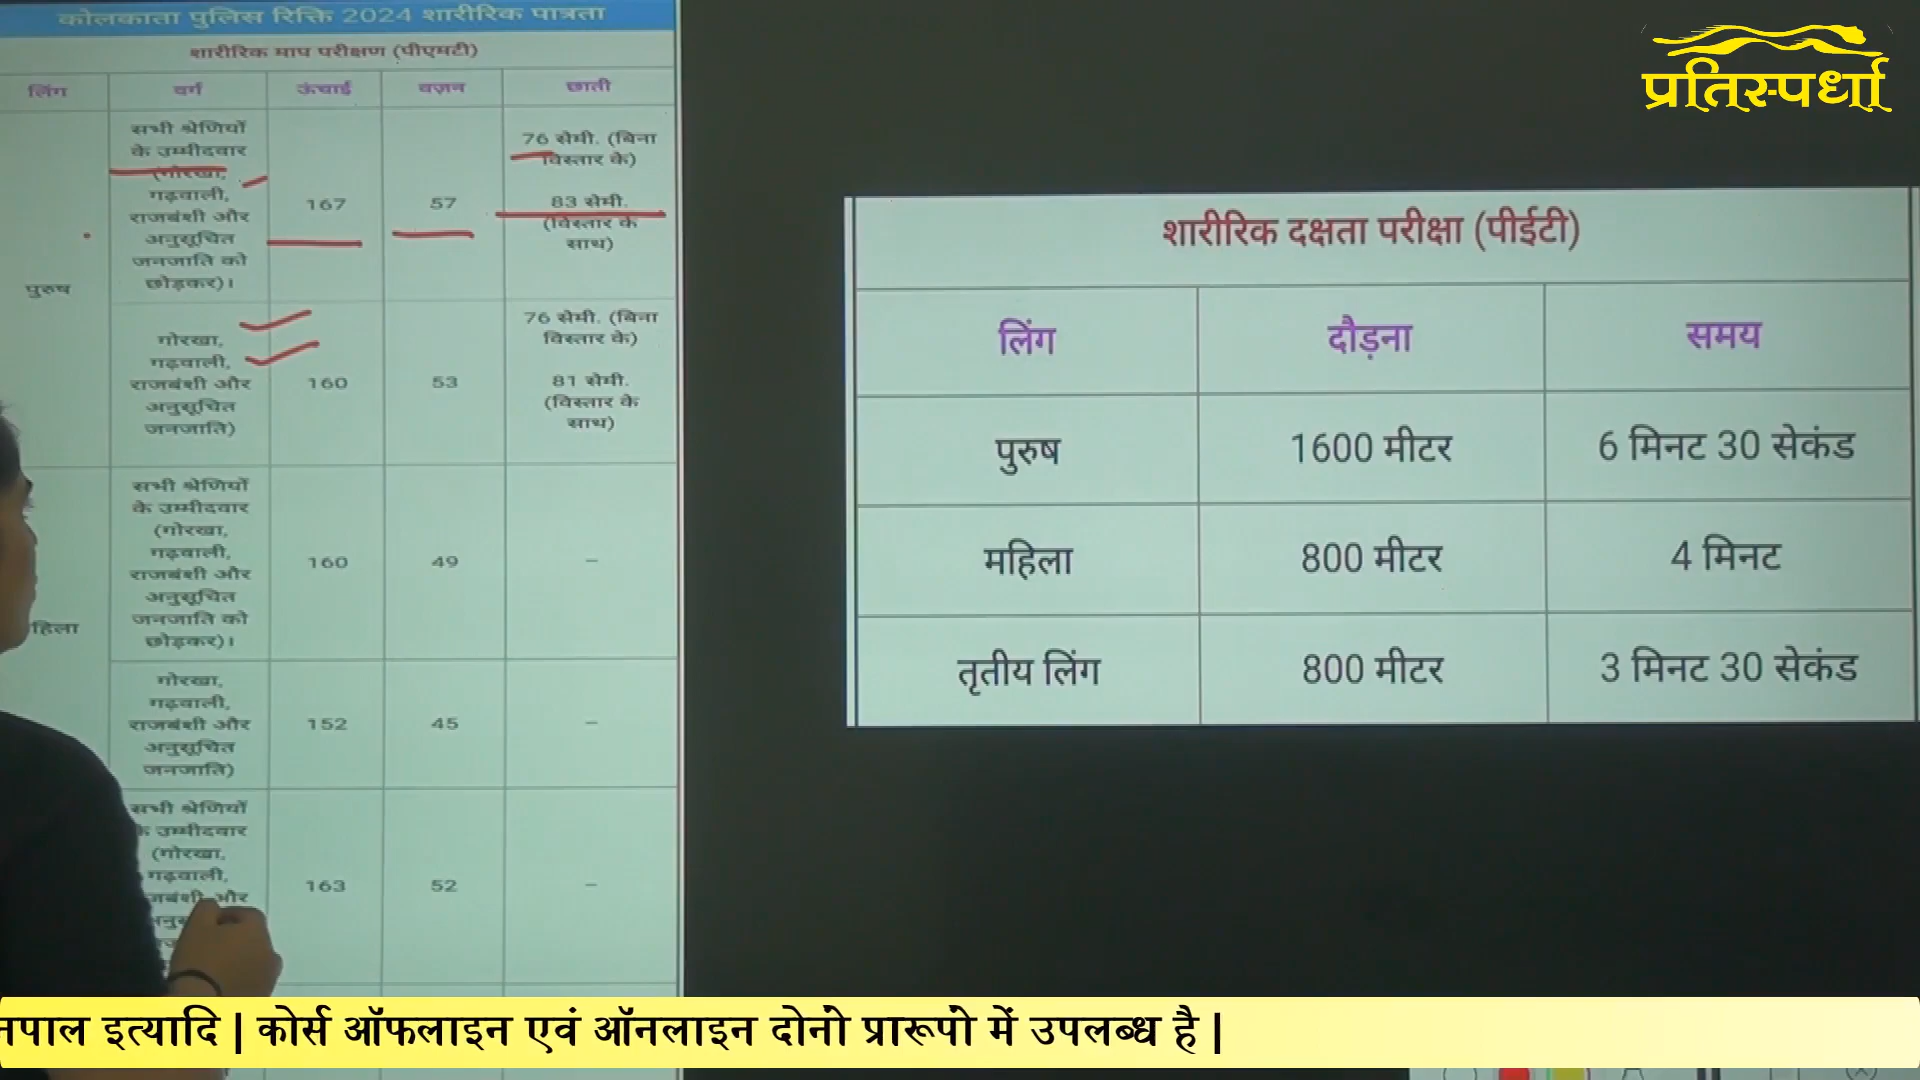 कोलकाता पुलिस रिक्ति 2024 शारीरिक पात्रता
शारीरिक माप परीक्षण (पीएमटी)
लिंग वर्ग ऊंचाई वज़न छाती
पुरुष
सभी श्रेणियों
के उम्मीदवार
(गोरखा,
गढ़वाली,
राजबंशी और
अनुसूचित
जनजाति को
छोड़कर)।
167
57
76 सेमी. (बिना
विस्तार के)
83 सेमी.
(विस्तार के
साथ)
गोरखा,
गढ़वाली,
राजबंशी और
अनुसूचित
जनजाति)
160
53
76 सेमी. (बिना
विस्तार के)
81 सेमी.
(विस्तार के
साथ)
हिला
सभी श्रेणियों
के उम्मीदवार
(गोरखा,
गढ़वाली,
राजबंशी और
अनुसूचित
जनजाति को
छोड़कर)।
160
49
–
गोरखा,
गढ़वाली,
राजबंशी और
अनुसूचित
जनजाति)
152
45
–
सभी श्रेणियों
उम्मीदवार
(गोरखा,
गढ़वाली,
और
163
52
–
प्रतिस्पर्धा
शारीरिक दक्षता परीक्षा (पीईटी)
लिंग दौड़ना समय
पुरुष 1600 मीटर 6 मिनट 30 सेकंड
महिला 800 मीटर 4 मिनट
तृतीय लिंग 800 मीटर 3 मिनट 30 सेकंड
नपाल इत्यादि | कोर्स ऑफलाइन एवं ऑनलाइन दोनो प्रारूपो में उपलब्ध है |